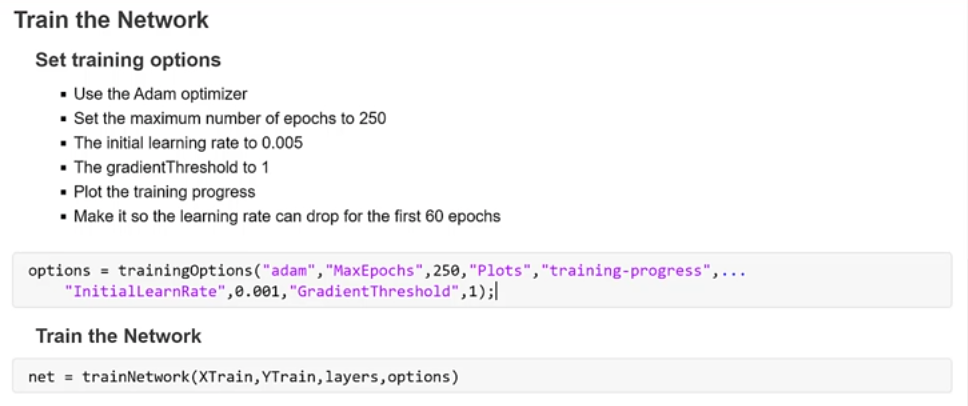 Train the Network
Set training options
▪ Use the Adam optimizer
▪ Set the maximum number of epochs to 250
▪ The initial learning rate to 0.005
▪ The gradientThreshold to 1
▪ Plot the training progress
▪ Make it so the learning rate can drop for the first 60 epochs
options = trainingOptions("adam","MaxEpochs",250,"Plots","training-progress",...
"InitialLearnRate",0.001,"GradientThreshold",1);
Train the Network
net = trainNetwork(XTrain,YTrain,layers,options)